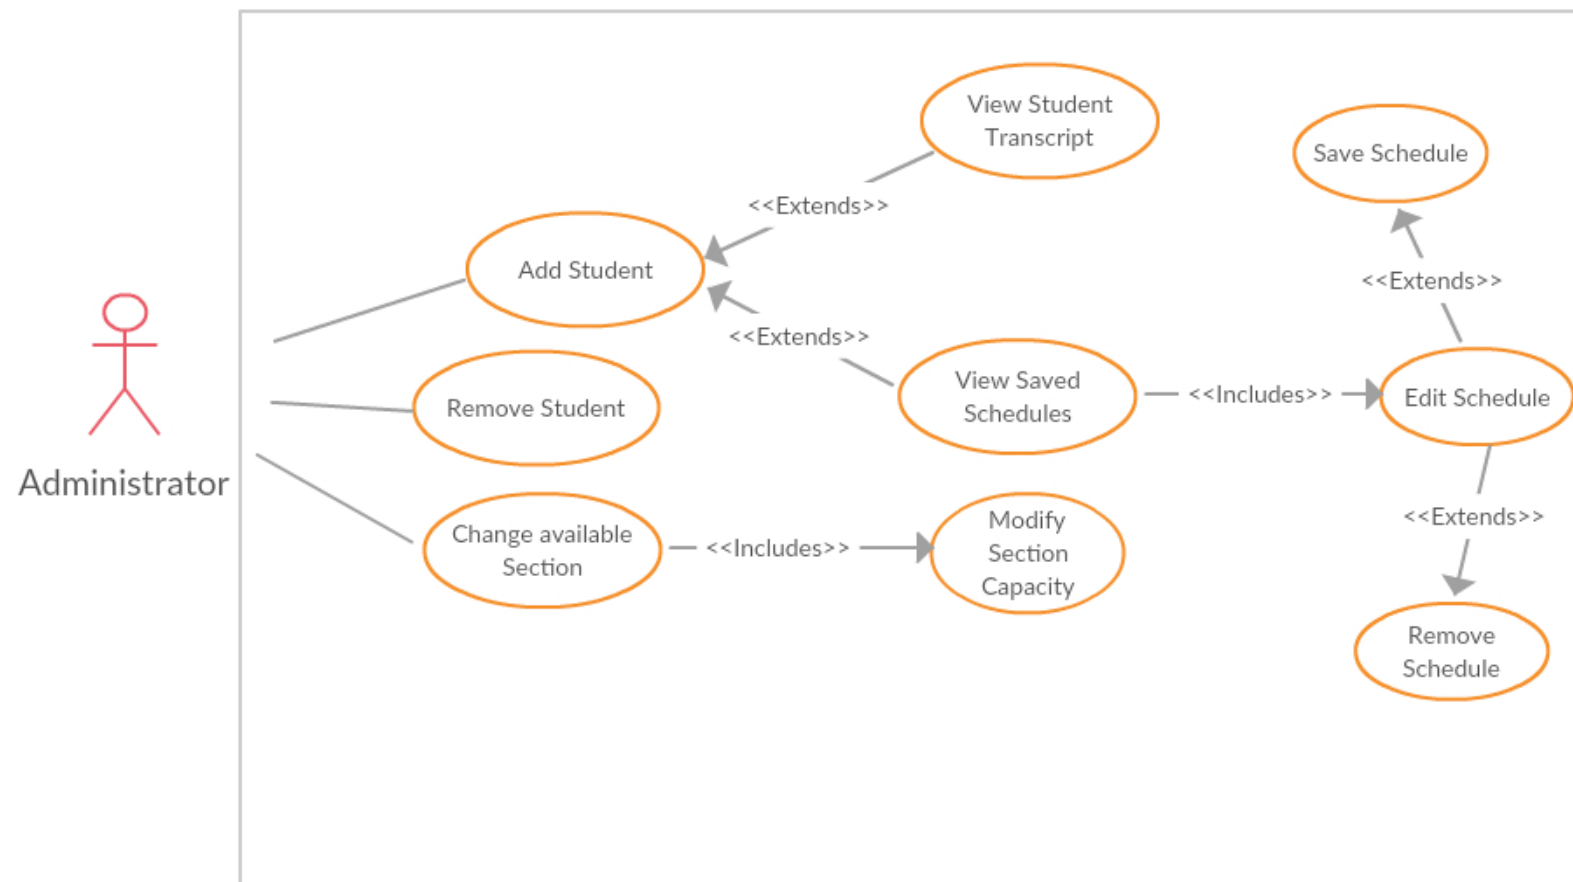 View Student
Transcript
Save Schedule
<<Extends>>
Add Student
<<Extends>>
<<Extends>>
View Saved
Schedules
<<Includes>>
Edit Schedule
Remove Student
Administrator
Change available
Section
<<Includes>>
Modify
Section
Capacity
<<Extends>>
Remove
Schedule